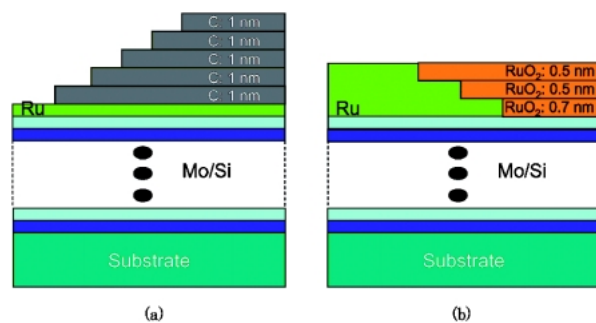 C: 1 nm
C: 1 nm
C: 1 nm
C: 1 nm
C: 1 nm
Ru
Mo/Si
Substrate
(a)
RuO₂: 0.5 nm
RuO₂: 0.5 nm
RuO₂: 0.7 nm
Ru
Mo/Si
Substrate
(b)